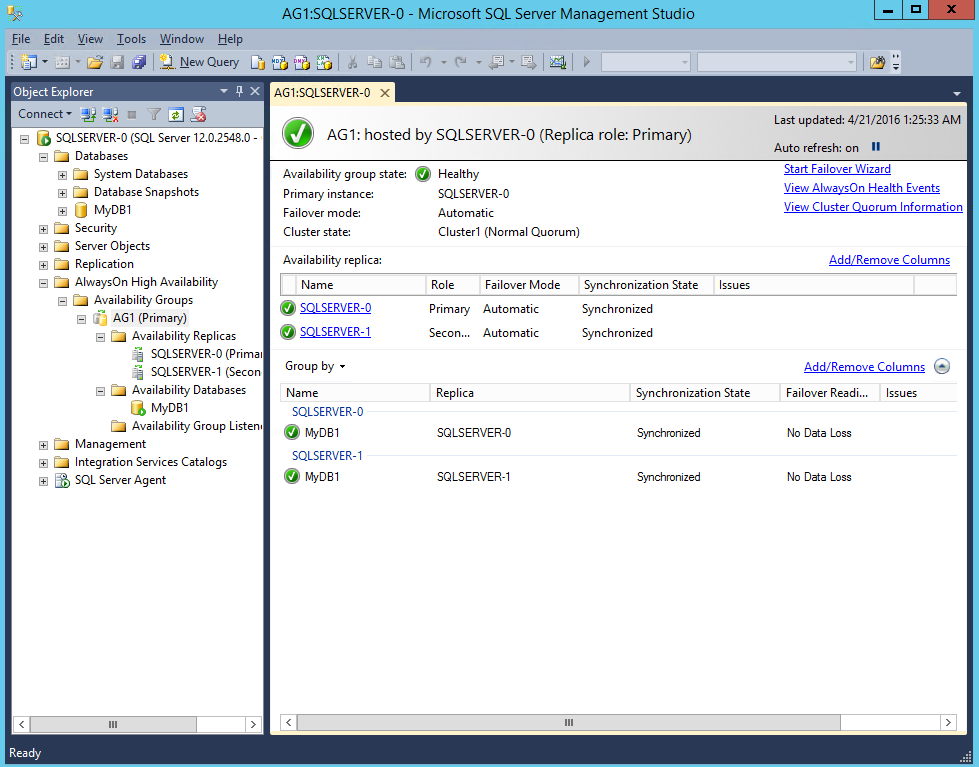 AG1:SQLSERVER-0 - Microsoft SQL Server Management Studio
File Edit View Tools Window Help
New Query
Object Explorer
Connect
SQLSERVER-0 (SQL Server 12.0.2548.0 -
Databases
System Databases
Database Snapshots
MyDB1
Security
Server Objects
Replication
AlwaysOn High Availability
Availability Groups
AG1 (Primary)
Availability Replicas
SQLSERVER-0 (Primar
SQLSERVER-1 (Secon
Availability Databases
MyDB1
Availability Group Listene
Management
Integration Services Catalogs
SQL Server Agent
AG1:SQLSERVER-0
AG1: hosted by SQLSERVER-0 (Replica role: Primary)
Last updated: 4/21/2016 1:25:33 AM
Auto refresh: on
Availability group state: Healthy
Primary instance: SQLSERVER-0
Failover mode: Automatic
Cluster state: Cluster1 (Normal Quorum)
Start Failover Wizard
View AlwaysOn Health Events
View Cluster Quorum Information
Availability replica: Add/Remove Columns
Name Role Failover Mode Synchronization State Issues
SQLSERVER-0 Primary Automatic Synchronized
SQLSERVER-1 Secon... Automatic Synchronized
Group by Add/Remove Columns
Name Replica Synchronization State Failover Readi... Issues
SQLSERVER-0
MyDB1 SQLSERVER-0 Synchronized No Data Loss
SQLSERVER-1
MyDB1 SQLSERVER-1 Synchronized No Data Loss
Ready